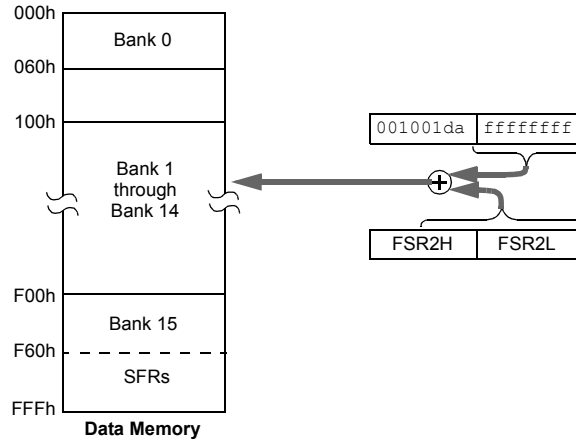 000h
Bank 0
060h
100h
001001da ffffffff
Bank 1
through
Bank 14
+
FSR2H FSR2L
F00h
Bank 15
F60h
SFRs
FFFh
Data Memory